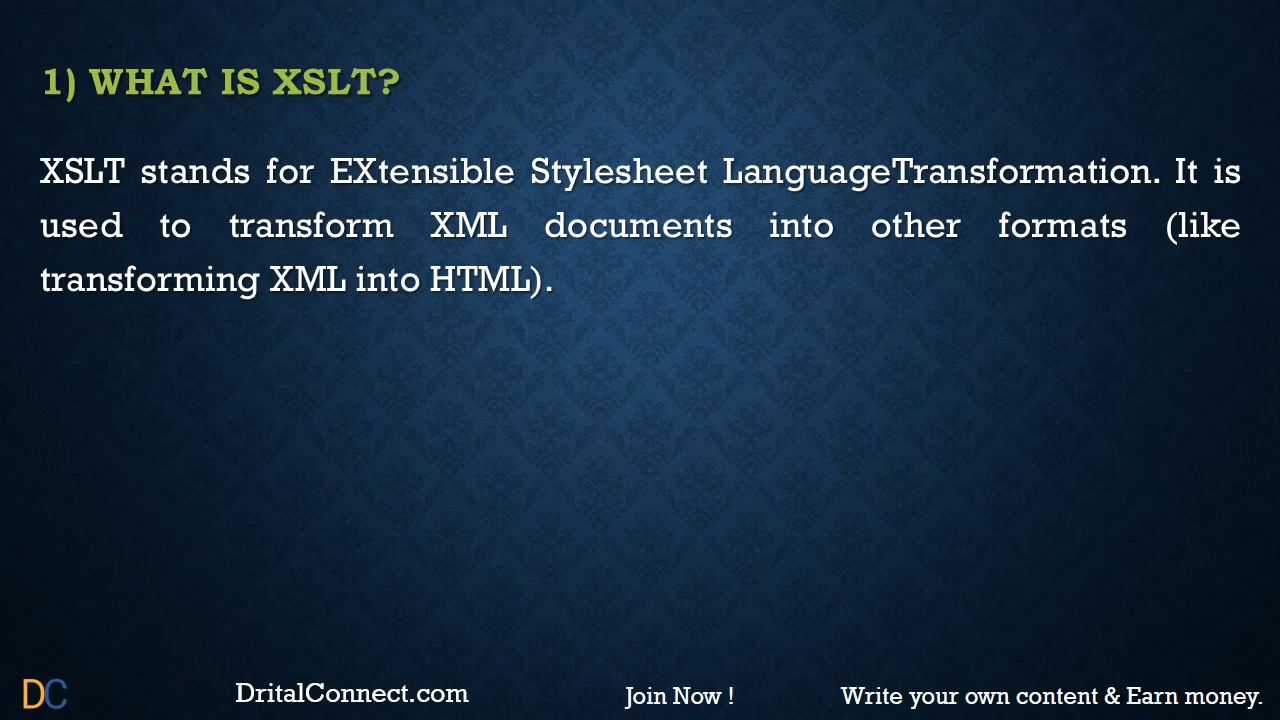 1) WHAT IS XSLT?
XSLT stands for EXtensible Stylesheet LanguageTransformation. It is
used to transform XML documents into other formats (like
transforming XML into HTML).
DC
DritalConnect.com
Join Now !
Write your own content & Earn money.